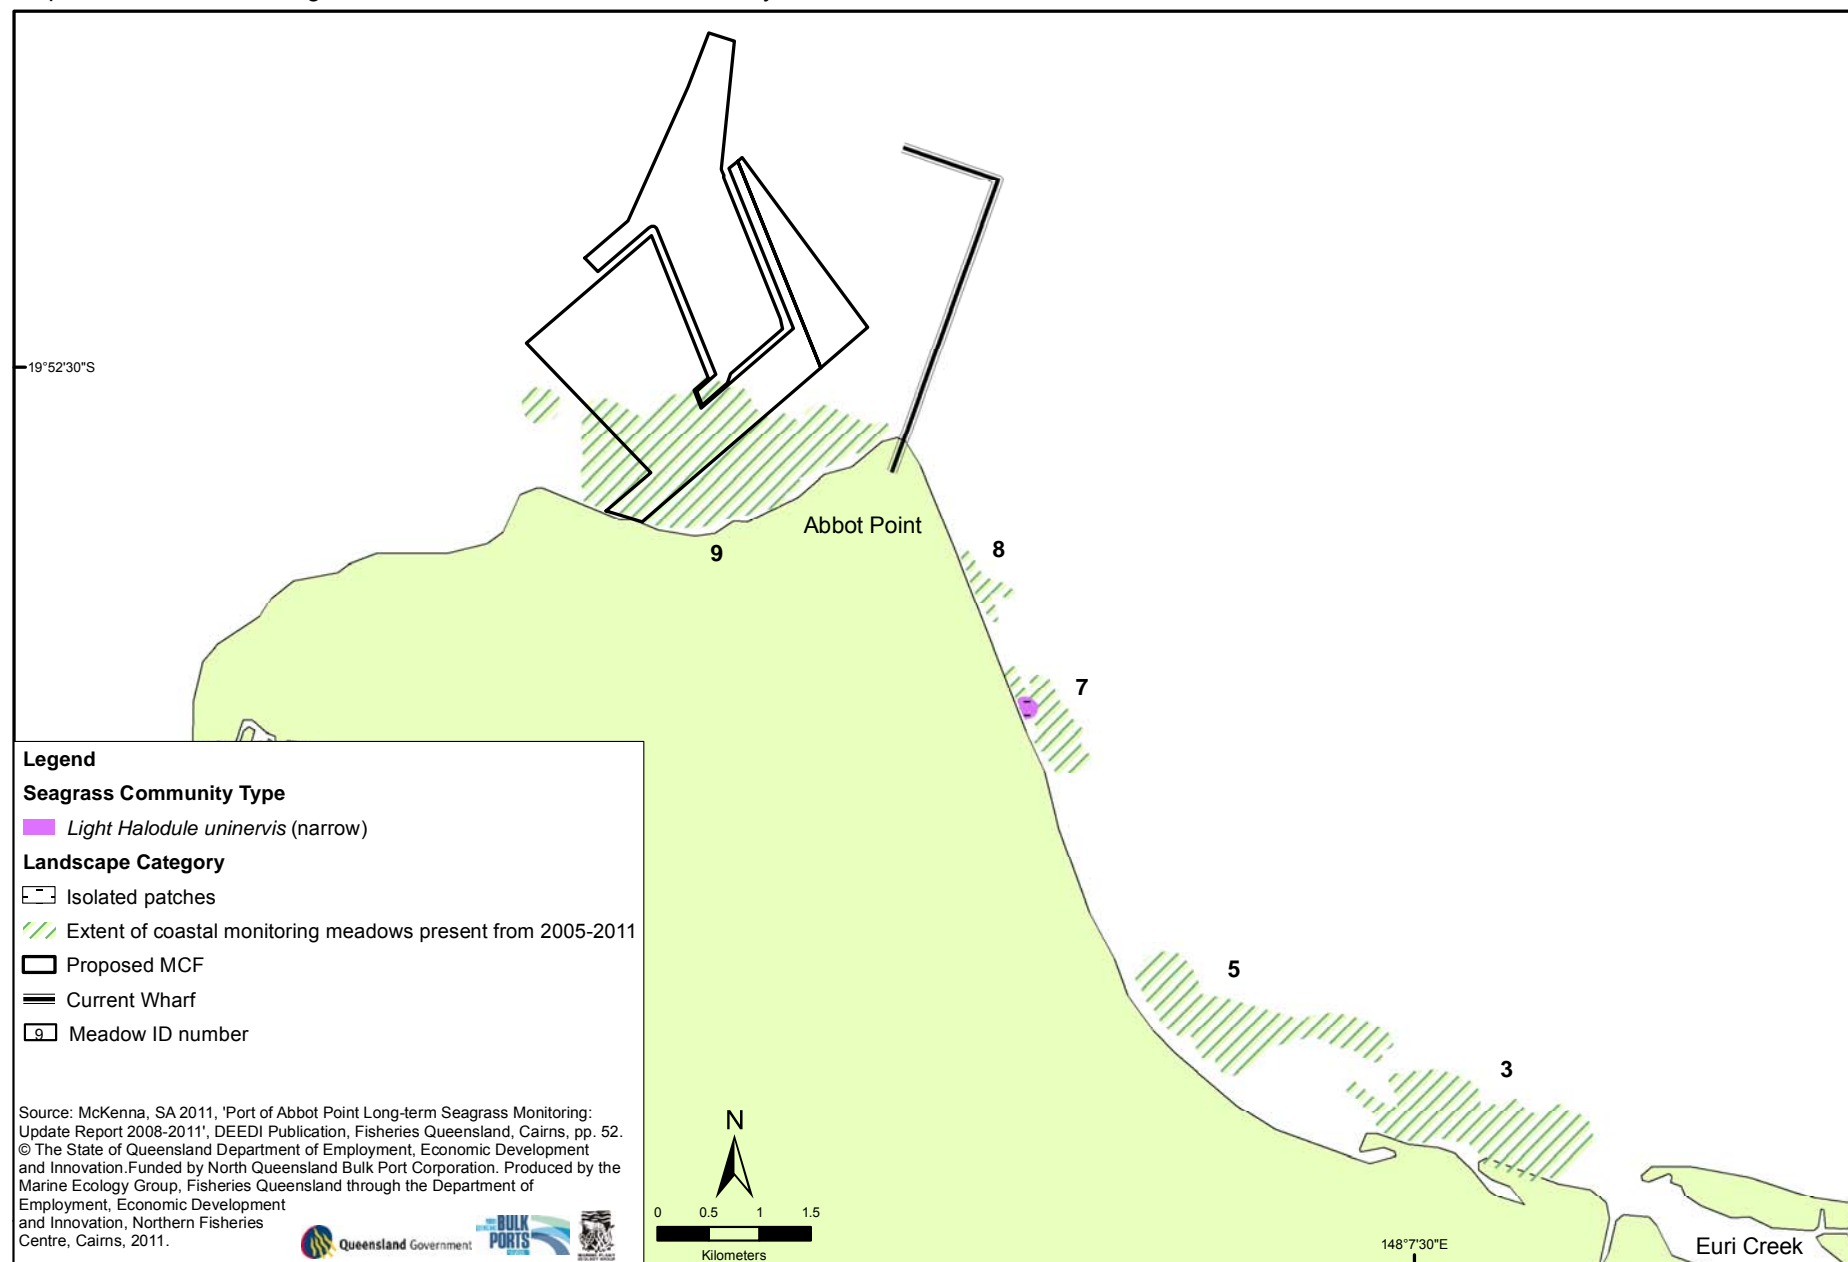 19°52'30"S
Abbot Point
9
8
7
5
3
Legend
Seagrass Community Type
Light Halodule uninervis (narrow)
Landscape Category
Isolated patches
Extent of coastal monitoring meadows present from 2005-2011
Proposed MCF
Current Wharf
9 Meadow ID number
Source: McKenna, SA 2011, 'Port of Abbot Point Long-term Seagrass Monitoring:
Update Report 2008-2011', DEEDI Publication, Fisheries Queensland, Cairns, pp. 52.
© The State of Queensland Department of Employment, Economic Development
and Innovation.Funded by North Queensland Bulk Port Corporation. Produced by the
Marine Ecology Group, Fisheries Queensland through the Department of
Employment, Economic Development
and Innovation, Northern Fisheries
Centre, Cairns, 2011.
Queensland Government
BULK
PORTS
N
0 0.5 1 1.5
Kilometers
148°7'30"E
Euri Creek